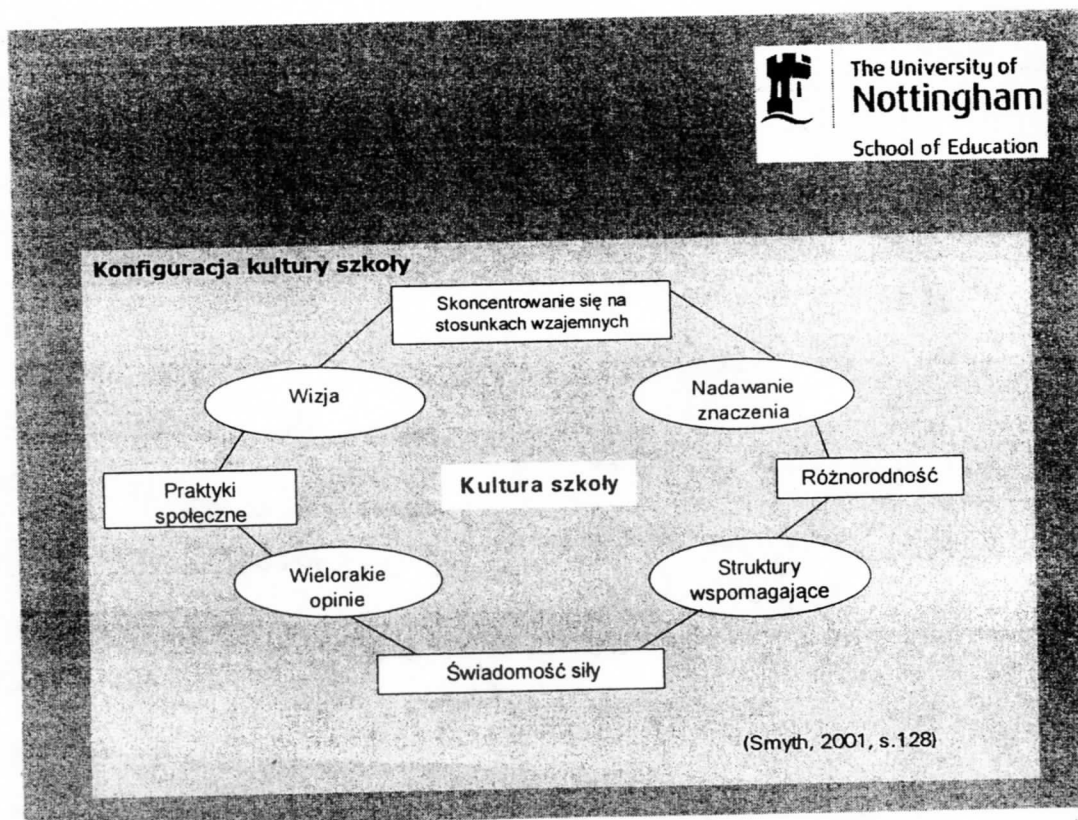 The University of
Nottingham
School of Education
Konfiguracja kultury szkoły
Skoncentrowanie się na
stosunkach wzajemnych
Wizja
Nadawanie
znaczenia
Praktyki
społeczne
Kultura szkoły
Różnorodność
Wielorakie
opinie
Struktury
wspomagające
Świadomość siły
(Smyth, 2001, s.128)